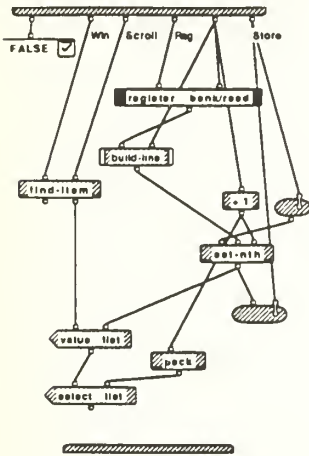 Win Scroll Reg Store
FALSE
register bank/read
build-line
find-item
+ 1
set-nth
value list
pack
select list